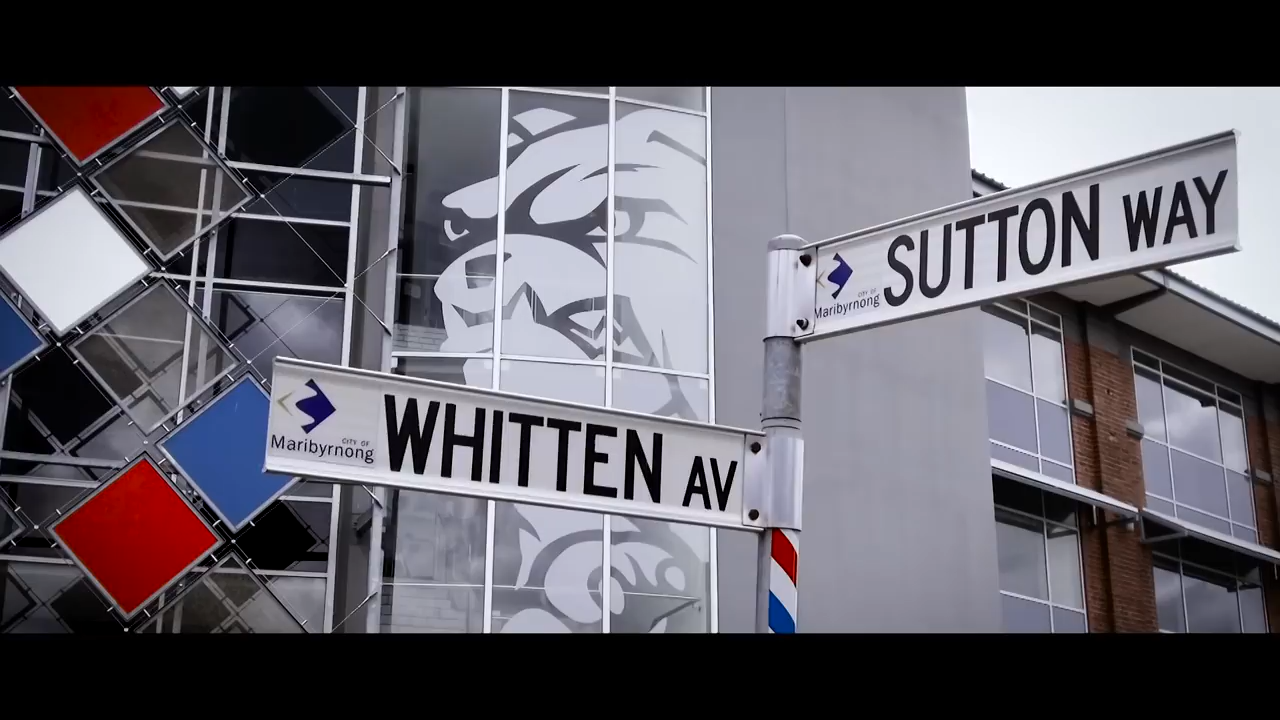 SUTTON WAY
CITY OF
Maribyrnong
WHITTEN AV
CITY OF
Maribyrnong